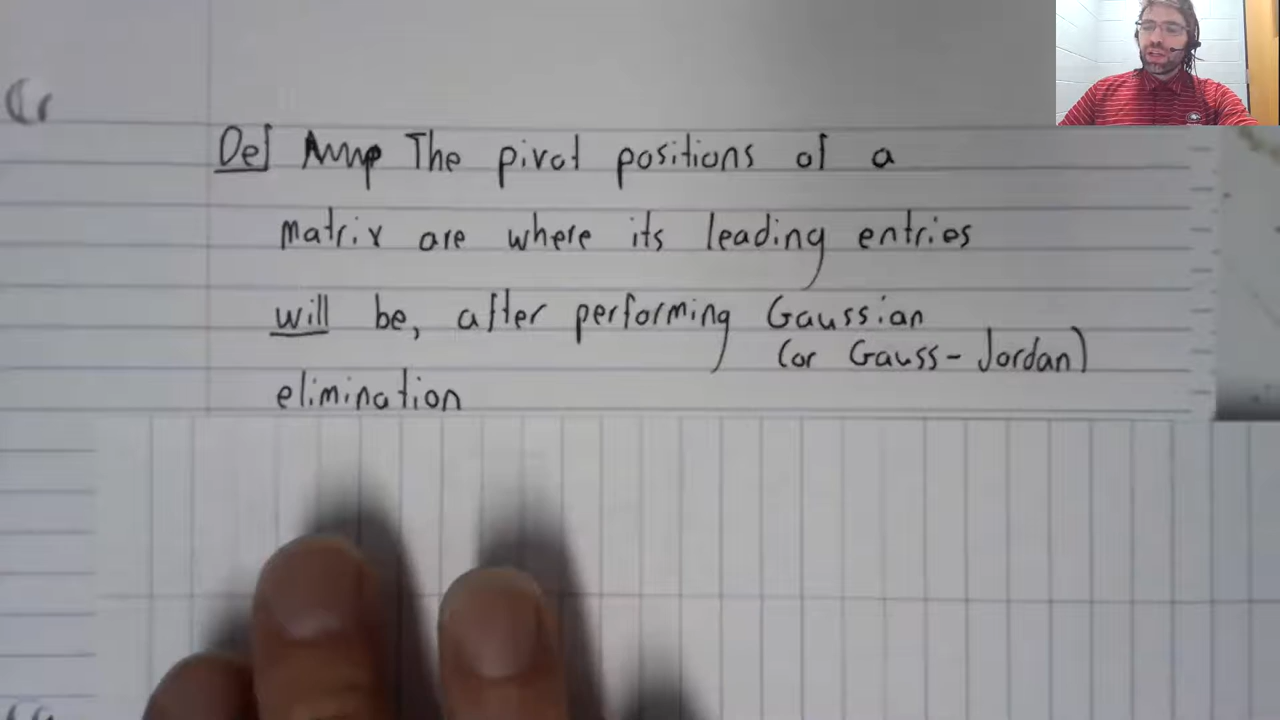 Def The pivot positions of a
matrix are where its leading entries
will be, after performing Gaussian
(or Gauss-Jordan)
elimination